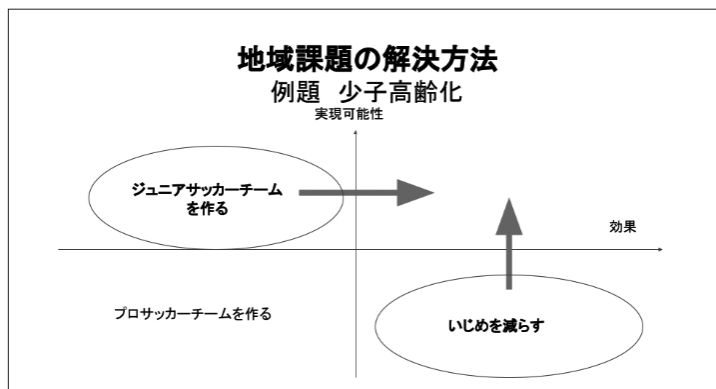 地域課題の解決方法
例題　少子高齢化
実現可能性
ジュニアサッカーチーム
を作る
効果
プロサッカーチームを作る
いじめを減らす